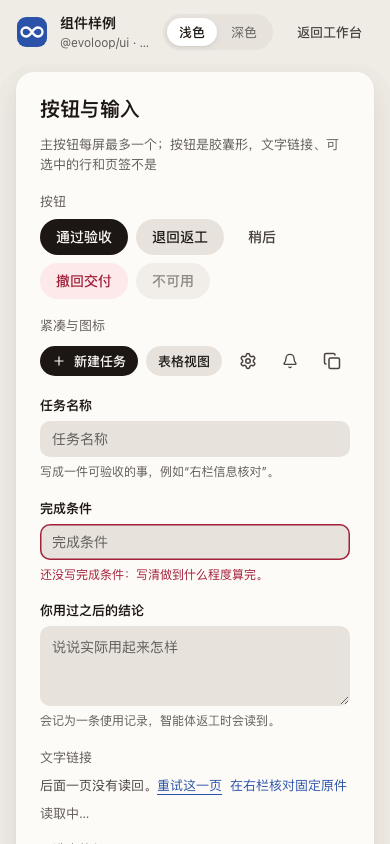 组件样例
@evoloop/ui · ...
浅色
深色
返回工作台
按钮与输入
主按钮每屏最多一个；按钮是胶囊形，文字链接、可
选中的行和页签不是
按钮
通过验收
退回返工
稍后
撤回交付
不可用
紧凑与图标
新建任务
表格视图
任务名称
任务名称
写成一件可验收的事，例如“右栏信息核对”。
完成条件
完成条件
还没写完成条件：写清做到什么程度算完。
你用过之后的结论
说说实际用起来怎样
会记为一条使用记录，智能体返工时会读到。
文字链接
后面一页没有读回。重试这一页 在右栏核对固定原件
读取中...